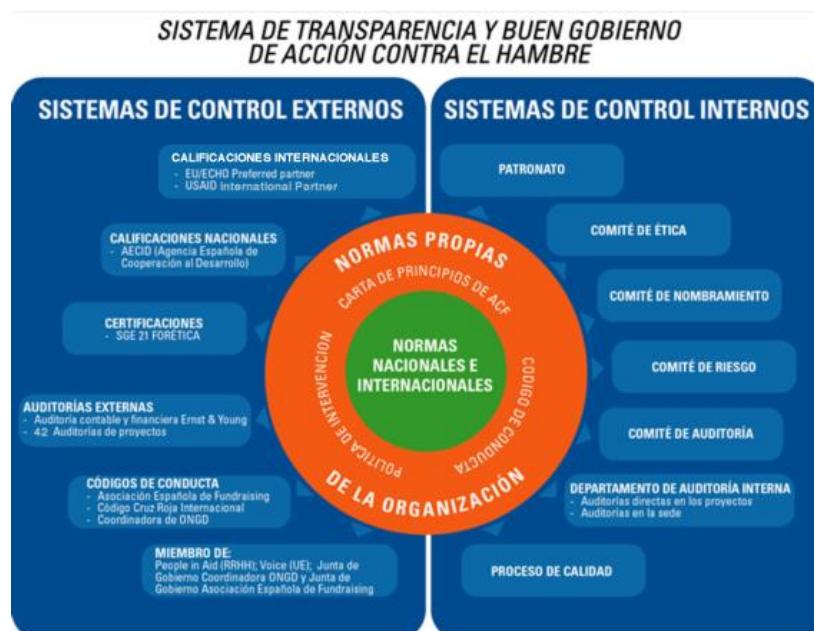 SISTEMA DE TRANSPARENCIA Y BUEN GOBIERNO
DE ACCIÓN CONTRA EL HAMBRE
SISTEMAS DE CONTROL EXTERNOS
CALIFICACIONES INTERNACIONALES
- EU/ECHO Preferred partner
- USAID International Partner
CALIFICACIONES NACIONALES
- AECID (Agencia Española de
Cooperación al Desarrollo)
CERTIFICACIONES
- SGE 21 FORÉTICA
AUDITORÍAS EXTERNAS
- Auditoría contable y financiera Ernst & Young
- 42 Auditorías de proyectos
CÓDIGOS DE CONDUCTA
- Asociación Española de Fundraising
- Código Cruz Roja Internacional
- Coordinadora de ONGD
MIEMBRO DE:
People in Aid (RRHH); Voice (UE); Junta de
Gobierno Coordinadora ONGD y Junta de
Gobierno Asociación Española de Fundraising
NORMAS PROPIAS
CARTA DE PRINCIPIOS DE ACF
POLITICA DE INTERVENCION
CODIGO DE CONDUCTA
NORMAS
NACIONALES E
INTERNACIONALES
DE LA ORGANIZACIÓN
SISTEMAS DE CONTROL INTERNOS
PATRONATO
COMITÉ DE ÉTICA
COMITÉ DE NOMBRAMIENTO
COMITÉ DE RIESGO
COMITÉ DE AUDITORÍA
DEPARTAMENTO DE AUDITORÍA INTERNA
- Auditorías directas en los proyectos
- Auditorías en la sede
PROCESO DE CALIDAD